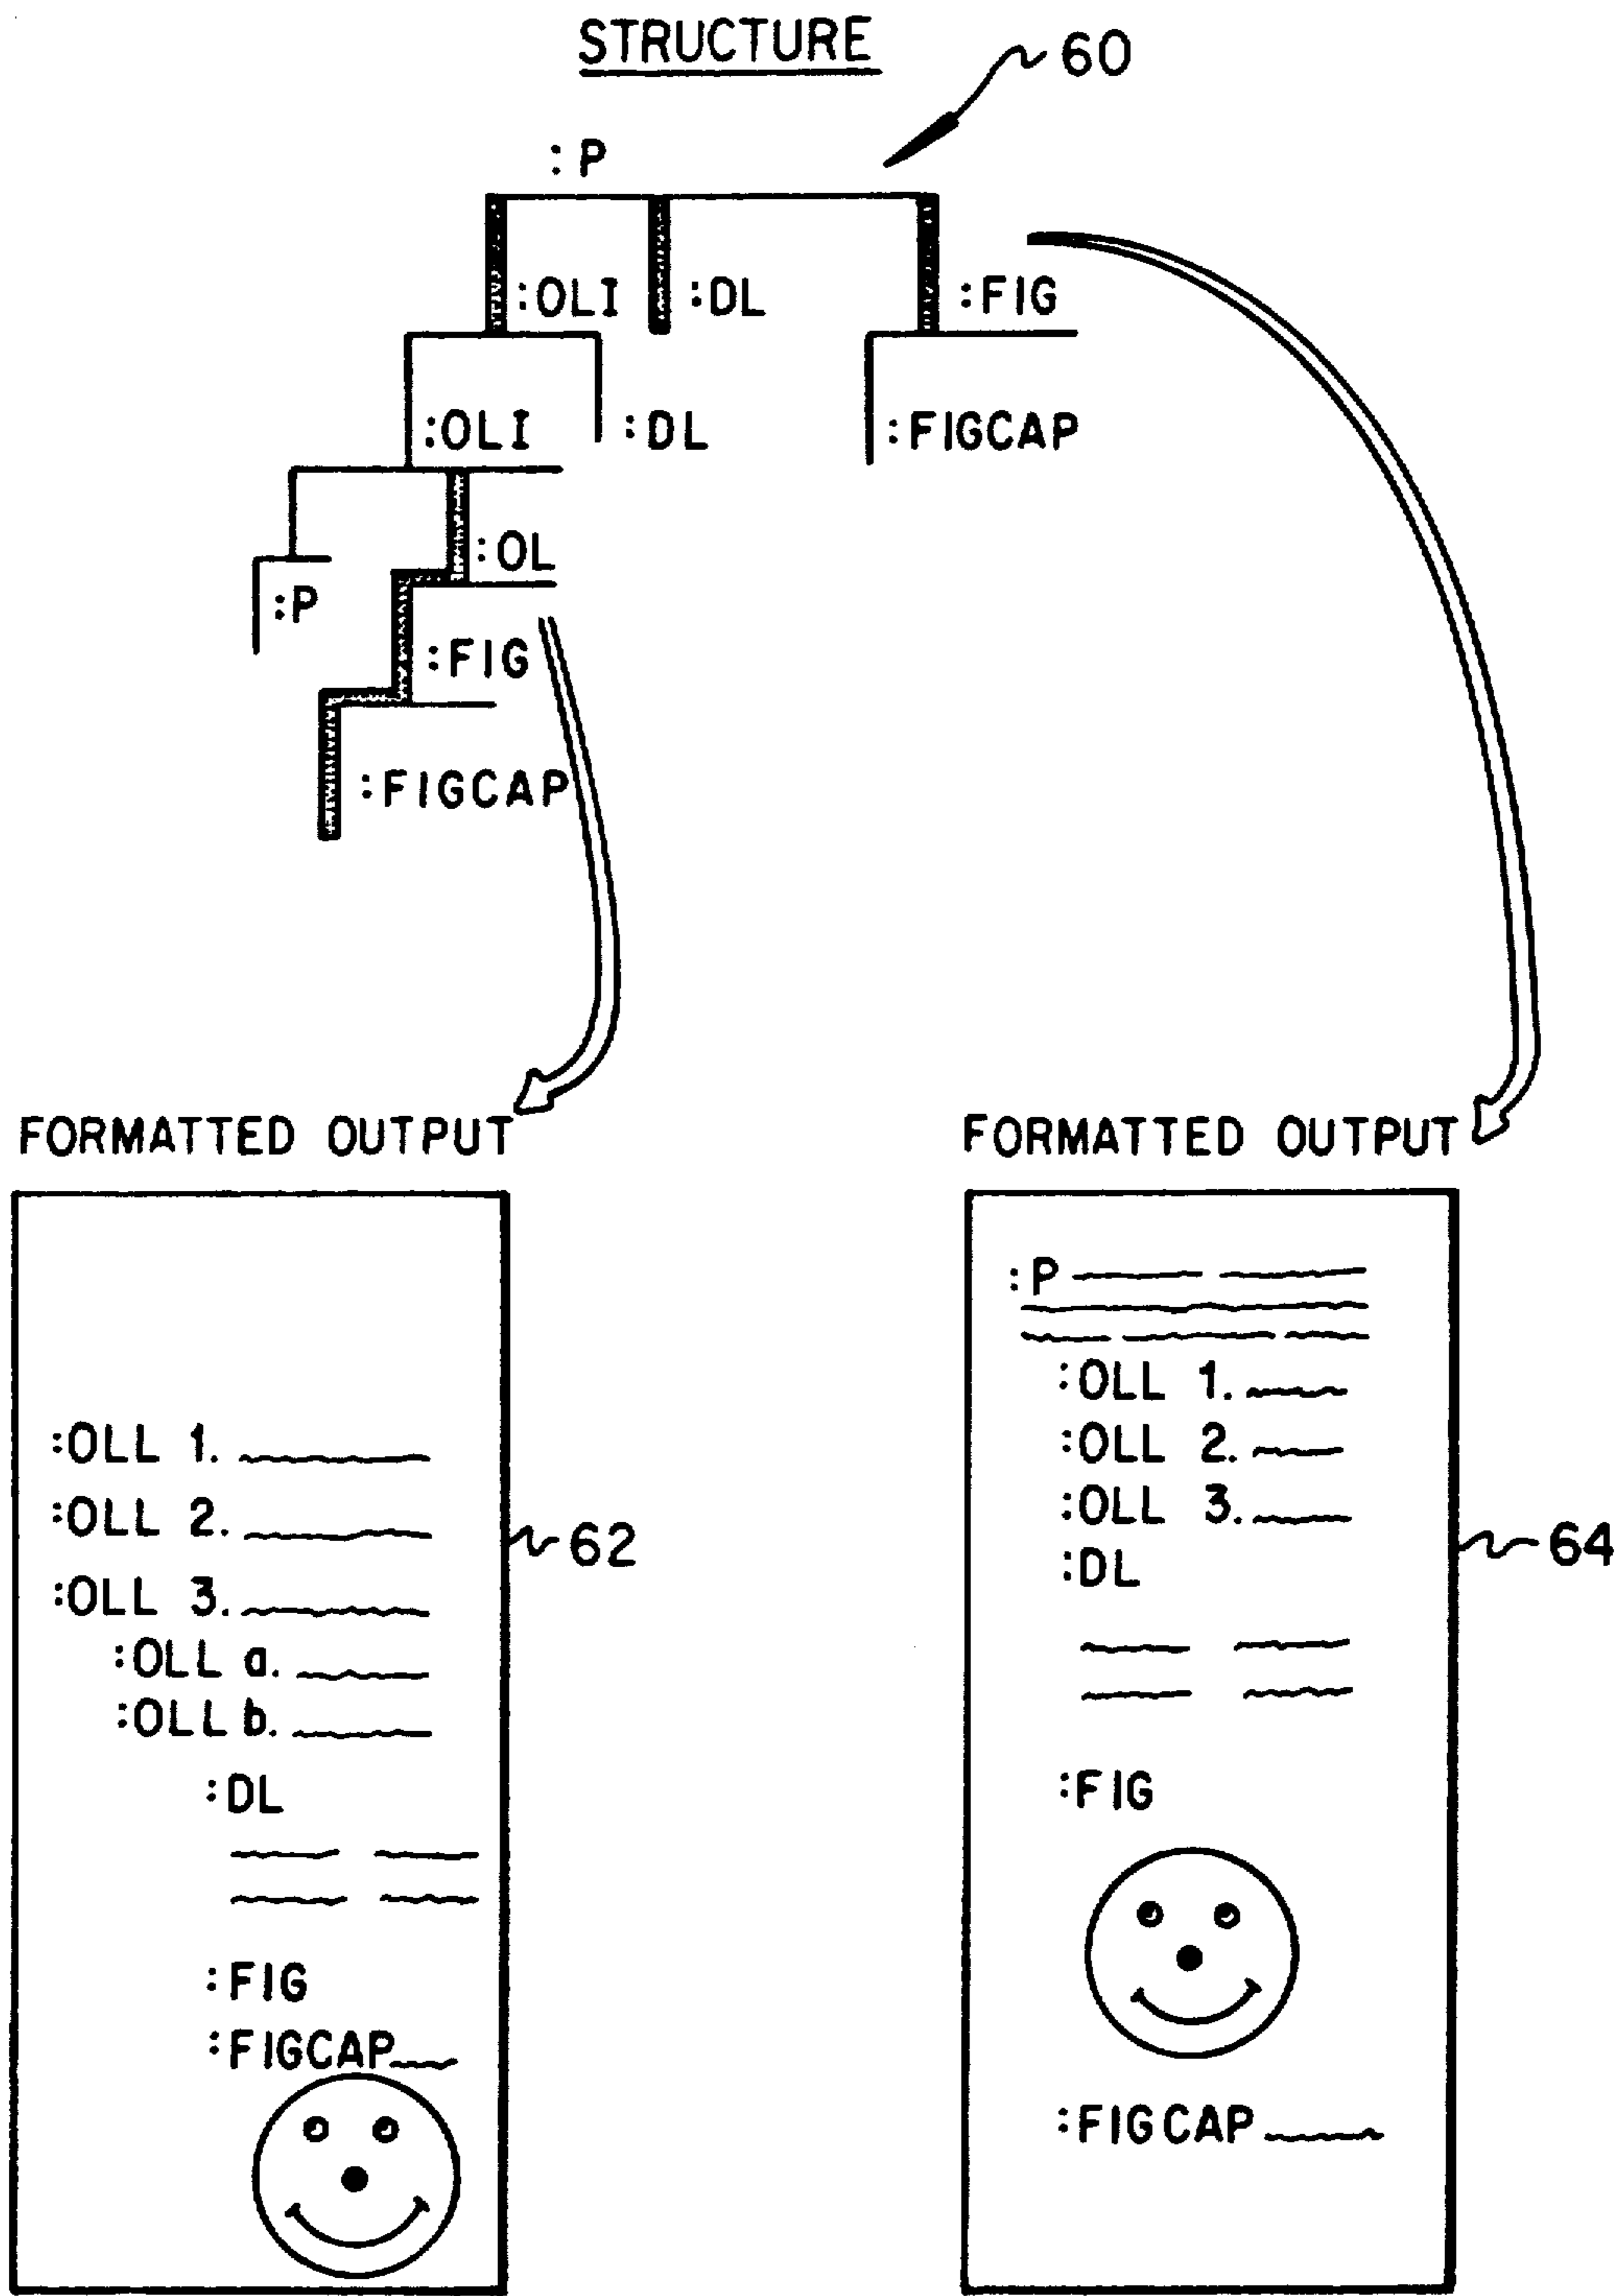 STRUCTURE
60
:P
:OLI :DL :FIG
:OLI :DL :FIGCAP
:OL
:P
:FIG
:FIGCAP
FORMATTED OUTPUT
:OLL 1.
:OLL 2.
:OLL 3.
:OLL a.
:OLL b.
:DL
:FIG
:FIGCAP
62
FORMATTED OUTPUT
:P
:OLL 1.
:OLL 2.
:OLL 3.
:DL
:FIG
:FIGCAP
64